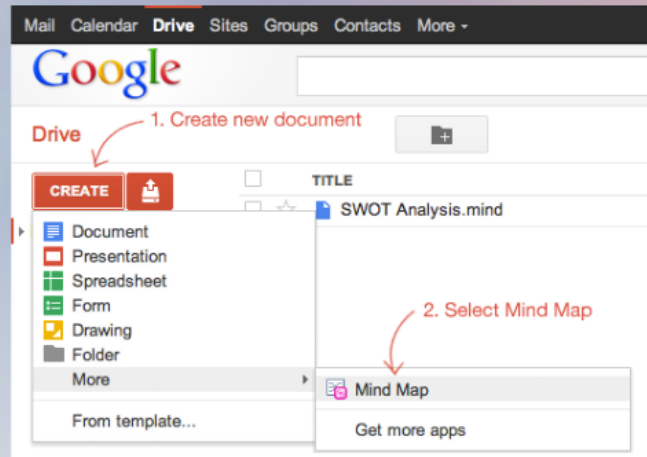 Mail Calendar Drive Sites Groups Contacts More
Google
1. Create new document
Drive
CREATE
TITLE
SWOT Analysis.mind
Document
Presentation
Spreadsheet
Form
2. Select Mind Map
Drawing
Folder
More
Mind Map
From template...
Get more apps